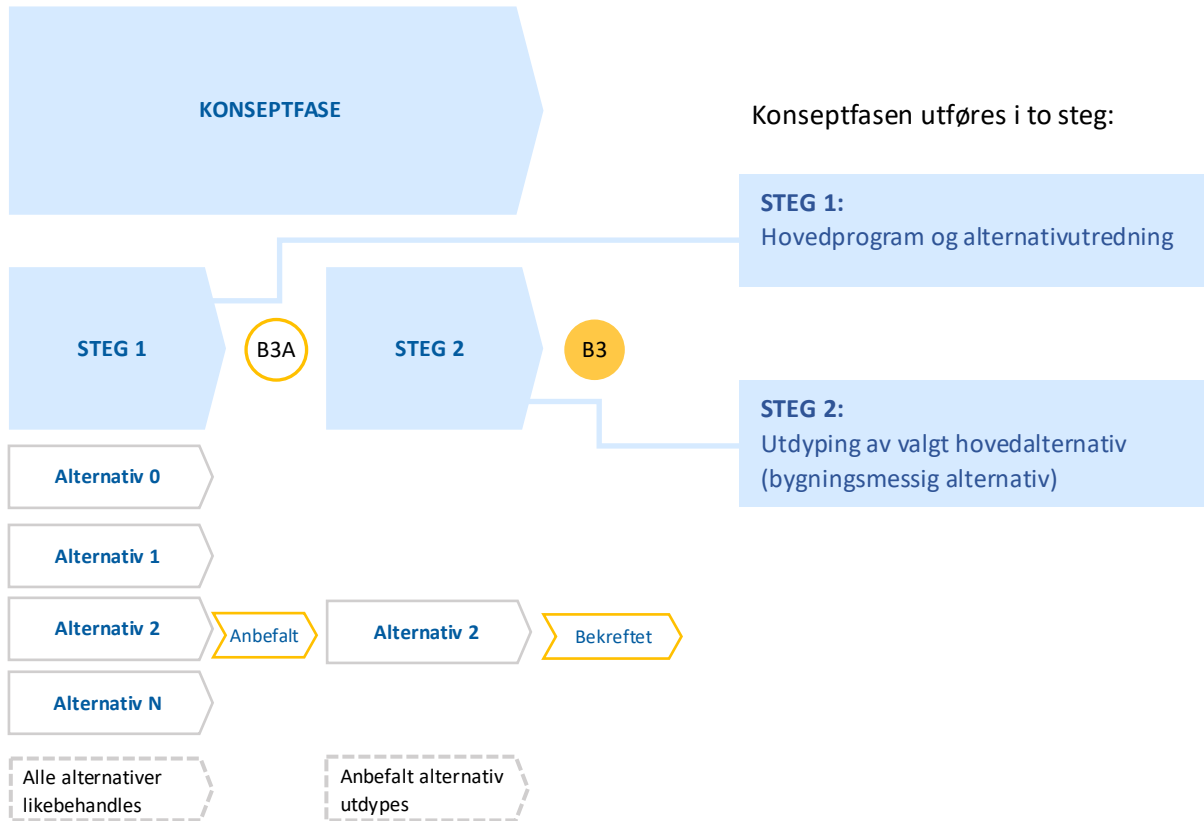 KONSEPTFASE
Konseptfasen utføres i to steg:
STEG 1:
Hovedprogram og alternativutredning
STEG 1
B3A
STEG 2
B3
STEG 2:
Utdyping av valgt hovedalternativ
(bygningsmessig alternativ)
Alternativ 0
Alternativ 1
Alternativ 2
Anbefalt
Alternativ 2
Bekreftet
Alternativ N
Alle alternativer
likebehandles
Anbefalt alternativ
utdypes